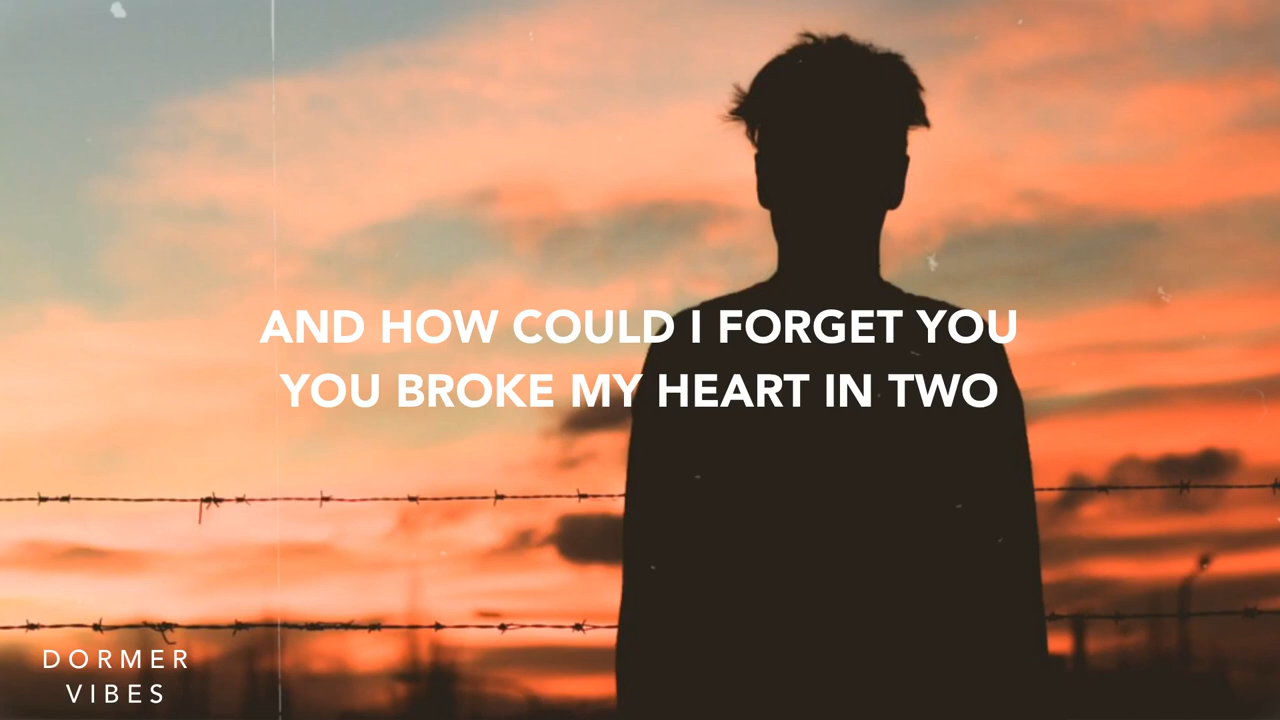 AND HOW COULD I FORGET YOU
YOU BROKE MY HEART IN TWO
DORMER
VIBES